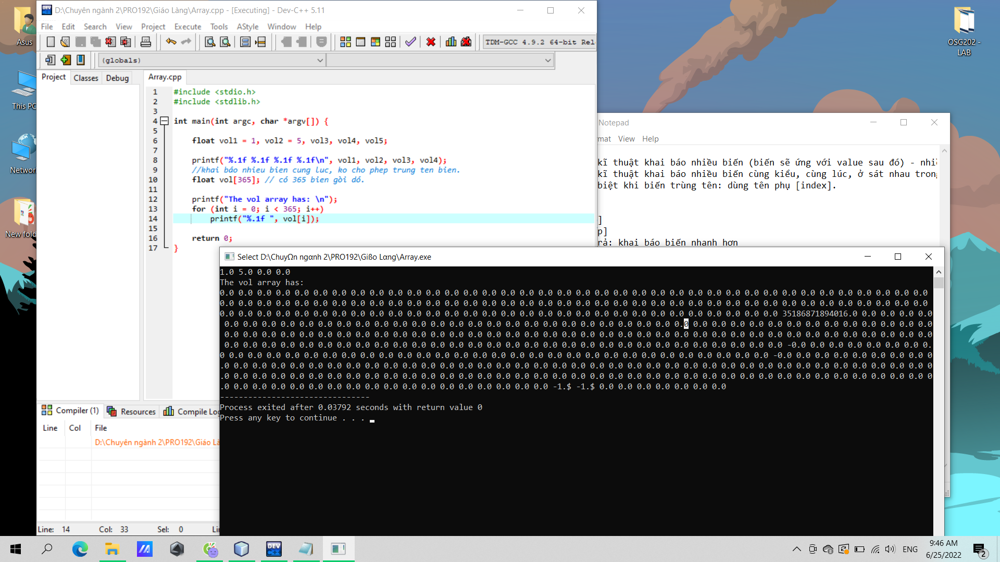 D:\Chuyên ngành 2\PRO192\Giáo Làng\Array.cpp - [Executing] - Dev-C++ 5.11
File Edit Search View Project Execute Tools AStyle Window Help
TDM-GCC 4.9.2 64-bit Rel
(globals)
Project Classes Debug
Array.cpp
1 #include <stdio.h>
2 #include <stdlib.h>
3
4 int main(int argc, char *argv[]) {
5
6 float vol1 = 1, vol2 = 5, vol3, vol4, vol5;
7
8 printf("%.1f %.1f %.1f %.1f\n", vol1, vol2, vol3, vol4);
9 //khai báo nhieu bien cung luc, ko cho phep trung ten bien.
10 float vol[365]; // có 365 bien gòi dó.
11
12 printf("The vol array has: \n");
13 for (int i = 0; i < 365; i++)
14 printf("%.1f ", vol[i]);
15
16 return 0;
17 }
Compiler (1) Resources Compile Log
Line Col File
D:\Chuyên ngành 2\PRO192\Giáo Là
Line: 14 Col: 33 Sel: 0
Notepad
mat View Help
kĩ thuật khai báo nhiều biến (biến sẽ ứng với value sau đó) - nhi
kĩ thuật khai báo nhiều biến cùng kiểu, cùng lúc, ở sát nhau tron
biệt khi biến trùng tên: dùng tên phụ [index].
]
p]
rả: khai báo biến nhanh hơn
Select D:\ChuyΩn ngαnh 2\PRO192\Gißo Lαng\Array.exe
1.0 5.0 0.0 0.0
The vol array has:
0.0 0.0 0.0 0.0 0.0 0.0 0.0 0.0 0.0 0.0 0.0 0.0 0.0 0.0 0.0 0.0 0.0 0.0 0.0 0.0 0.0 0.0 0.0 0.0 0.0 0.0 0.0 0.0 0.0 0.0 0.0 0.0 0.0 0.0 0.0 0.0 0.0 0.0
0.0 0.0 0.0 0.0 0.0 0.0 0.0 0.0 0.0 0.0 0.0 0.0 0.0 0.0 0.0 0.0 0.0 0.0 0.0 0.0 0.0 0.0 0.0 0.0 0.0 0.0 0.0 0.0 0.0 0.0 0.0 0.0 0.0 0.0 0.0 0.0 0.0 0.0
0.0 0.0 0.0 0.0 0.0 0.0 0.0 0.0 0.0 0.0 0.0 0.0 0.0 0.0 0.0 0.0 0.0 0.0 0.0 0.0 0.0 0.0 0.0 0.0 0.0 0.0 0.0 0.0 0.0 0.0 35186871894016.0 0.0 0.0 0.0 0.0
0.0 0.0 0.0 0.0 0.0 0.0 0.0 0.0 0.0 0.0 0.0 0.0 0.0 0.0 0.0 0.0 0.0 0.0 0.0 0.0 0.0 0.0 0.0 0.0 0.0 0.0 0.0 0.0 0.0 0.0 0.0 0.0 0.0 0.0 0.0 0.0 0.0 0.0
0.0 0.0 0.0 0.0 0.0 0.0 0.0 0.0 0.0 0.0 0.0 0.0 0.0 0.0 0.0 0.0 0.0 0.0 0.0 0.0 0.0 0.0 0.0 0.0 0.0 0.0 0.0 0.0 0.0 0.0 0.0 0.0 0.0 0.0 0.0 0.0 0.0 0.0
0.0 0.0 0.0 0.0 0.0 0.0 0.0 0.0 0.0 0.0 0.0 0.0 0.0 0.0 0.0 0.0 0.0 0.0 0.0 0.0 0.0 0.0 0.0 0.0 0.0 0.0 0.0 0.0 0.0 0.0 -0.0 0.0 0.0 0.0 0.0 0.0 0.0 0.
0 0.0 0.0 0.0 0.0 0.0 0.0 0.0 0.0 0.0 0.0 0.0 0.0 0.0 0.0 0.0 0.0 0.0 0.0 0.0 0.0 0.0 0.0 0.0 0.0 0.0 0.0 0.0 0.0 0.0 -0.0 0.0 0.0 0.0 0.0 0.0 0.0 0.0 0
.0 0.0 0.0 0.0 0.0 0.0 0.0 0.0 0.0 0.0 0.0 0.0 0.0 0.0 0.0 0.0 0.0 0.0 0.0 0.0 0.0 0.0 0.0 0.0 0.0 0.0 0.0 0.0 0.0 0.0 0.0 0.0 0.0 0.0 0.0 0.0 0.0 0.0 0
.0 0.0 0.0 0.0 0.0 0.0 0.0 0.0 0.0 0.0 0.0 0.0 0.0 0.0 0.0 0.0 0.0 0.0 0.0 0.0 0.0 0.0 0.0 0.0 0.0 0.0 0.0 0.0 0.0 0.0 0.0 0.0 0.0 0.0 0.0 0.0 0.0 0.0 0
.0 0.0 0.0 0.0 0.0 0.0 0.0 0.0 0.0 0.0 0.0 0.0 0.0 0.0 0.0 0.0 0.0 0.0 -1.$ -1.$ 0.0 0.0 0.0 0.0 0.0 0.0 0.0
--------------------------------
Process exited after 0.03792 seconds with return value 0
Press any key to continue . . .
Asus
This PC
Networ
New fold
OSG202 -
LAB
ENG
9:46 AM
6/25/2022
2